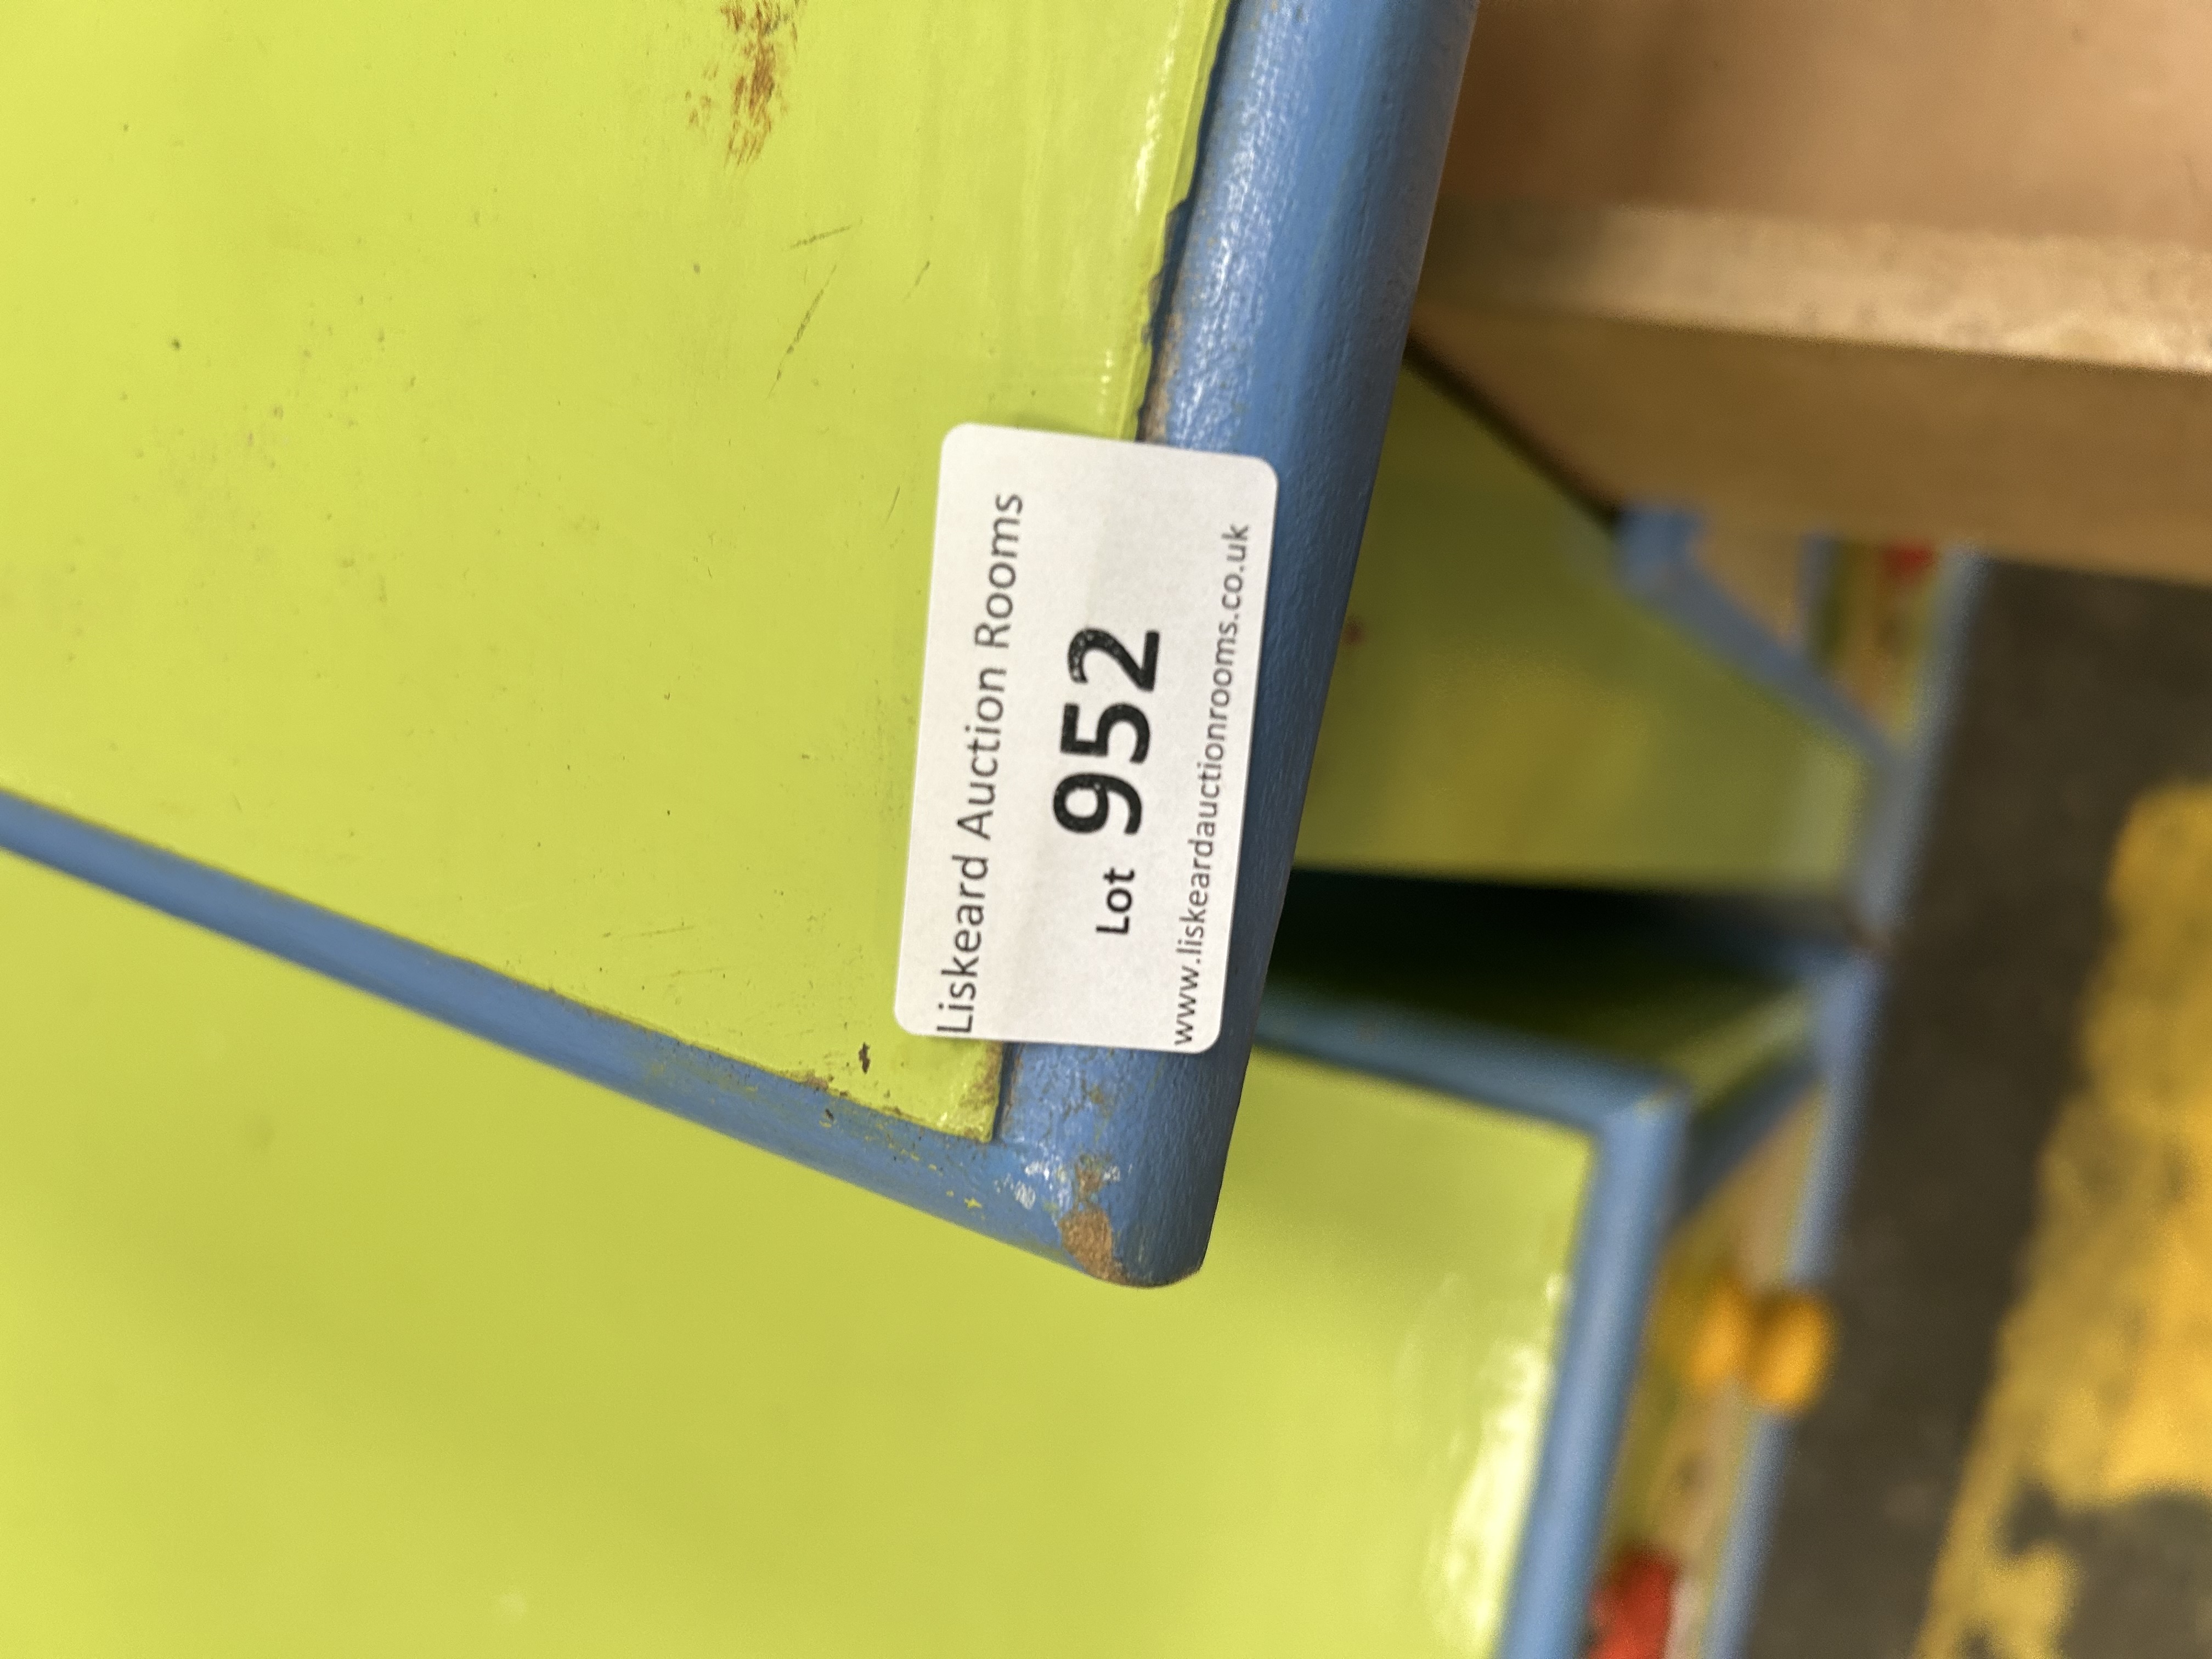 Liskeard Auction Rooms
Lot 952
www.liskeardauctionrooms.co.uk